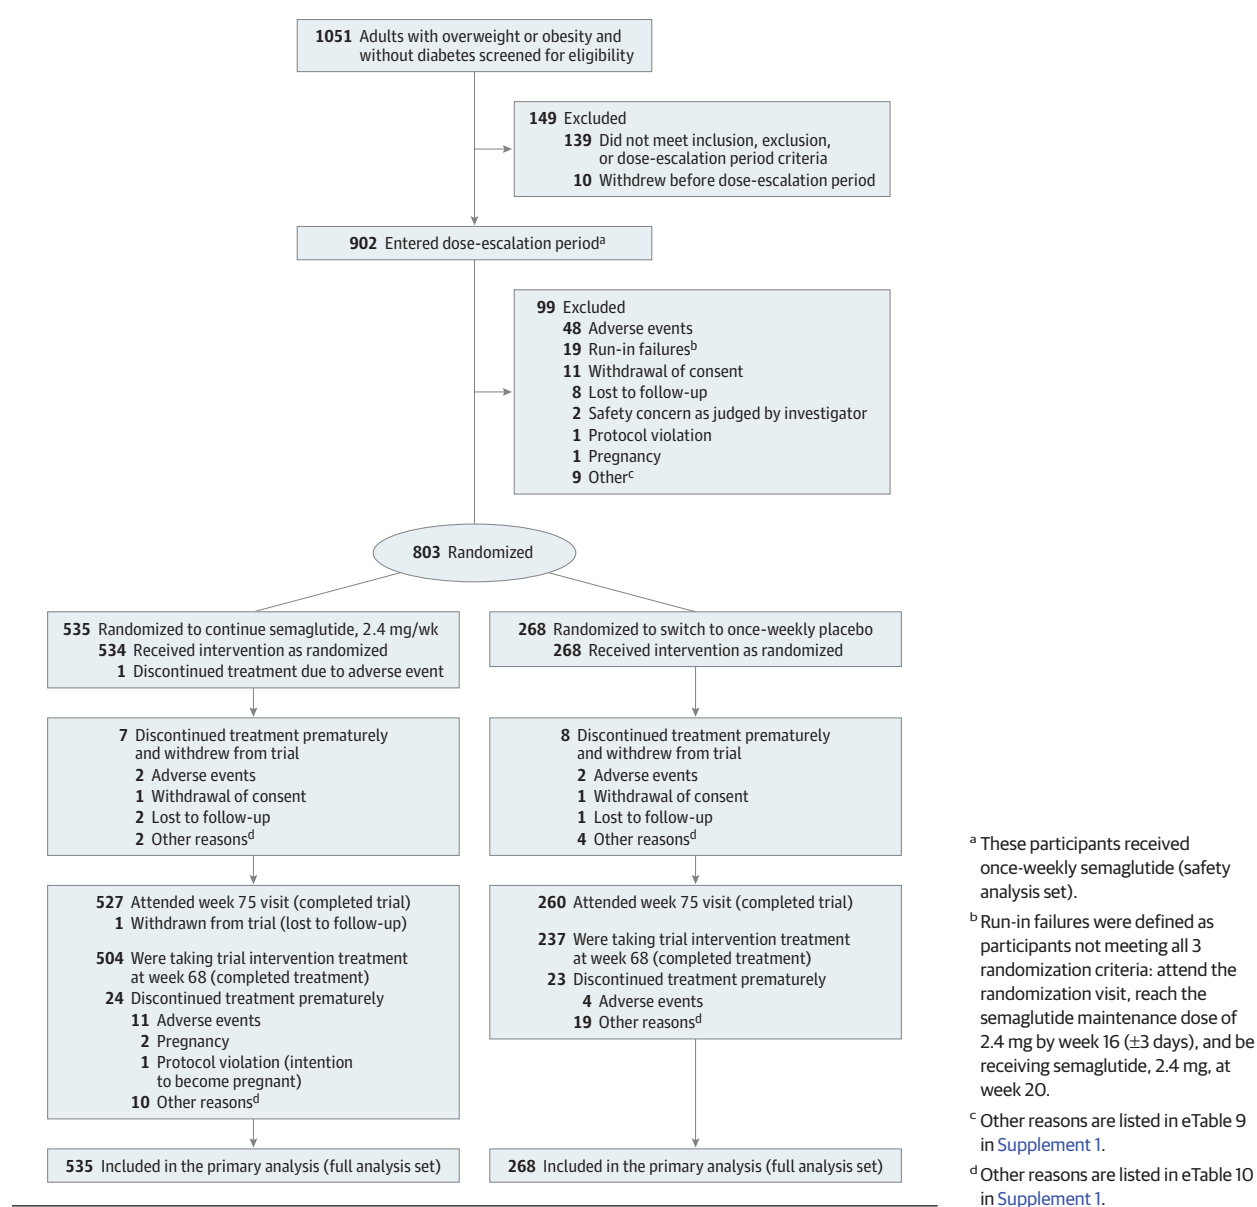 1051 Adults with overweight or obesity and
without diabetes screened for eligibility
149 Excluded
139 Did not meet inclusion, exclusion,
or dose-escalation period criteria
10 Withdrew before dose-escalation period
902 Entered dose-escalation periodᵃ
99 Excluded
48 Adverse events
19 Run-in failuresᵇ
11 Withdrawal of consent
8 Lost to follow-up
2 Safety concern as judged by investigator
1 Protocol violation
1 Pregnancy
9 Otherᶜ
803 Randomized
535 Randomized to continue semaglutide, 2.4 mg/wk
534 Received intervention as randomized
1 Discontinued treatment due to adverse event
268 Randomized to switch to once-weekly placebo
268 Received intervention as randomized
7 Discontinued treatment prematurely
and withdrew from trial
2 Adverse events
1 Withdrawal of consent
2 Lost to follow-up
2 Other reasonsᵈ
8 Discontinued treatment prematurely
and withdrew from trial
2 Adverse events
1 Withdrawal of consent
1 Lost to follow-up
4 Other reasonsᵈ
527 Attended week 75 visit (completed trial)
1 Withdrawn from trial (lost to follow-up)
504 Were taking trial intervention treatment
at week 68 (completed treatment)
24 Discontinued treatment prematurely
11 Adverse events
2 Pregnancy
1 Protocol violation (intention
to become pregnant)
10 Other reasonsᵈ
260 Attended week 75 visit (completed trial)
237 Were taking trial intervention treatment
at week 68 (completed treatment)
23 Discontinued treatment prematurely
4 Adverse events
19 Other reasonsᵈ
535 Included in the primary analysis (full analysis set)
268 Included in the primary analysis (full analysis set)
ᵃ These participants received
once-weekly semaglutide (safety
analysis set).
ᵇ Run-in failures were defined as
participants not meeting all 3
randomization criteria: attend the
randomization visit, reach the
semaglutide maintenance dose of
2.4 mg by week 16 (±3 days), and be
receiving semaglutide, 2.4 mg, at
week 20.
ᶜ Other reasons are listed in eTable 9
in Supplement 1.
ᵈ Other reasons are listed in eTable 10
in Supplement 1.